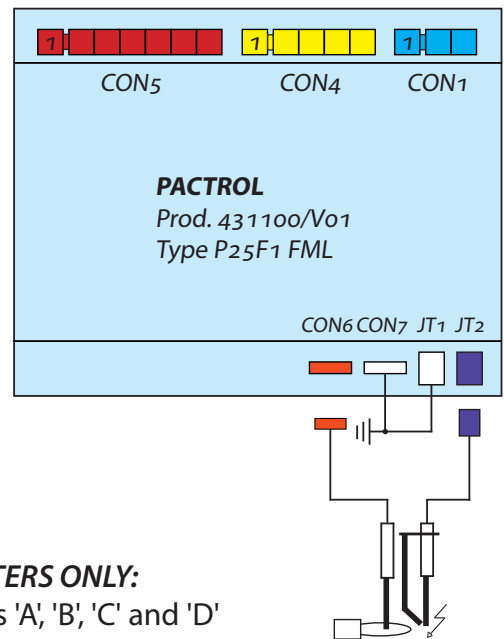 1 1 1
CON5 CON4 CON1
PACTROL
Prod. 431100/V01
Type P25F1 FML
CON6 CON7 JT1 JT2
TERS ONLY:
s 'A', 'B', 'C' and 'D'